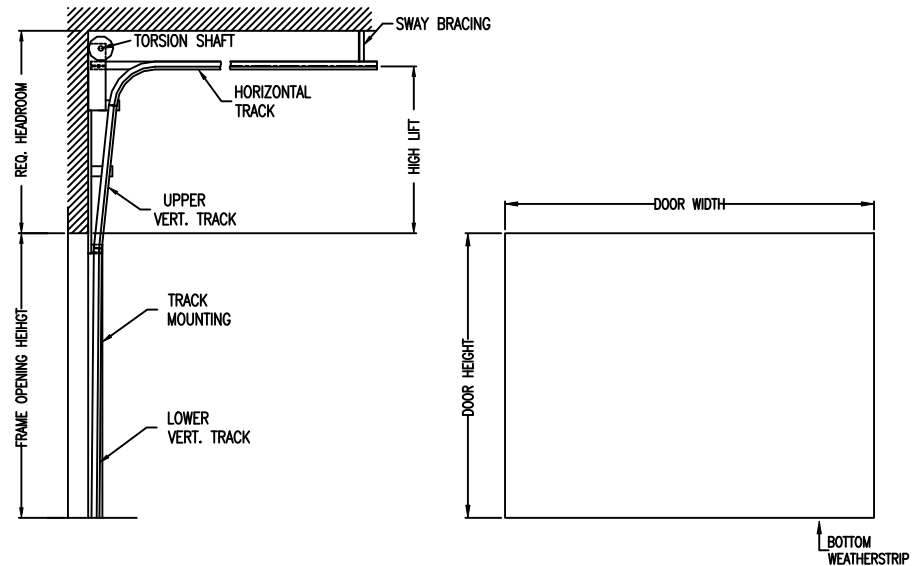 SWAY BRACING
TORSION SHAFT
HORIZONTAL
TRACK
REQ. HEADROOM
HIGH LIFT
UPPER
VERT. TRACK
DOOR WIDTH
TRACK
MOUNTING
FRAME OPENING HEIHGT
DOOR HEIGHT
LOWER
VERT. TRACK
BOTTOM
WEATHERSTRIP